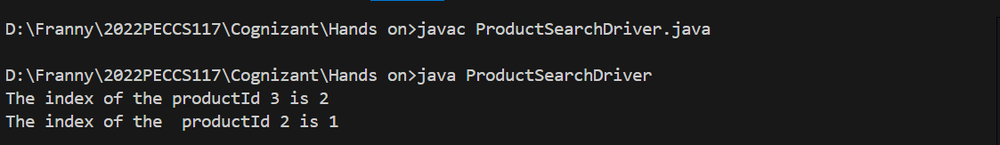 D:\Franny\2022PECCS117\Cognizant\Hands on>javac ProductSearchDriver.java
D:\Franny\2022PECCS117\Cognizant\Hands on>java ProductSearchDriver
The index of the productId 3 is 2
The index of the  productId 2 is 1